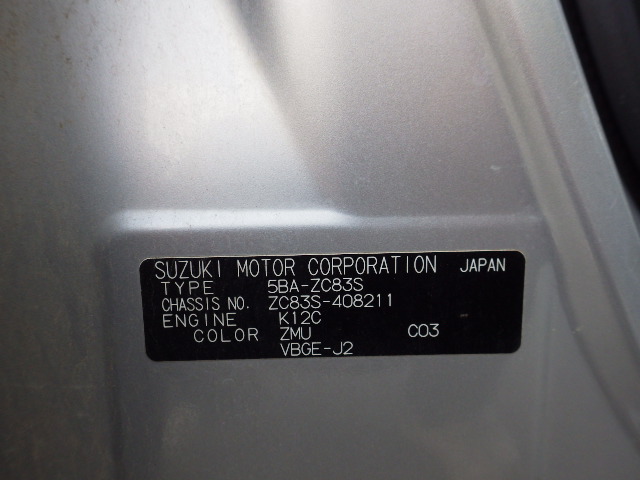 SUZUKI MOTOR CORPORATION JAPAN
TYPE 5BA-ZC83S
CHASSIS NO. ZC83S-408211
ENGINE K12C
COLOR ZMU C03
VBGE-J2